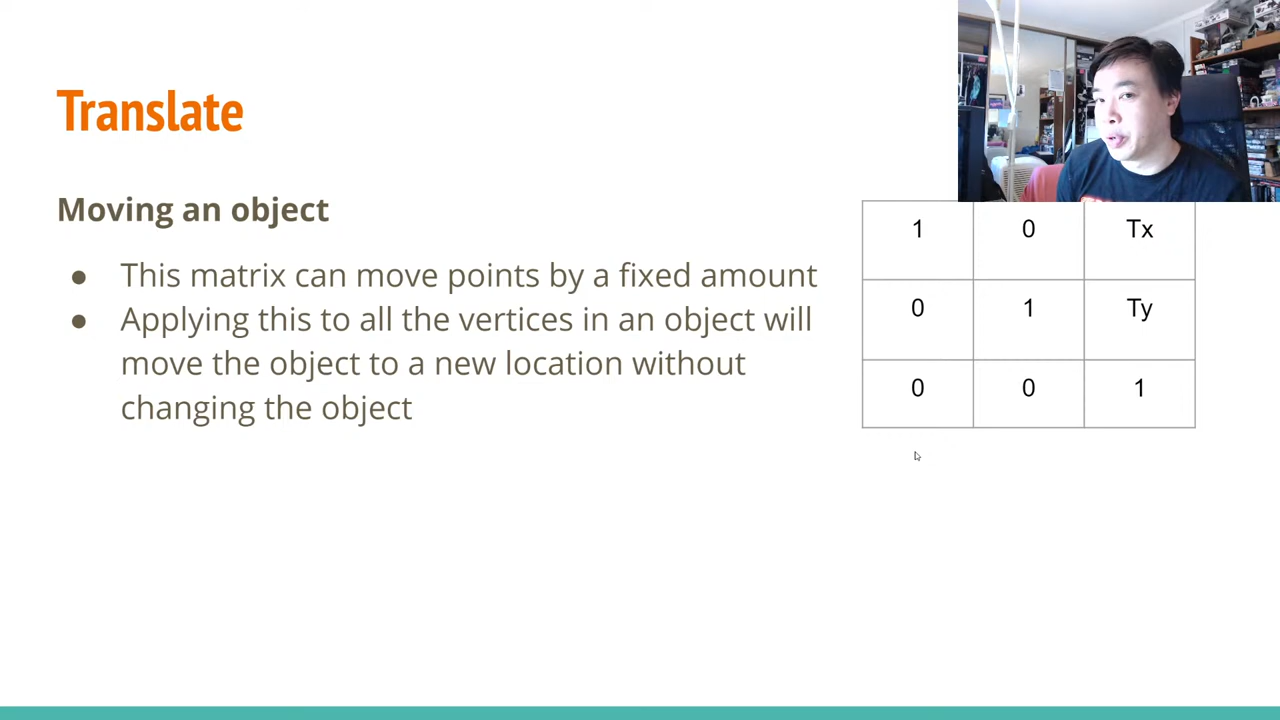 Translate
Moving an object
● This matrix can move points by a fixed amount
● Applying this to all the vertices in an object will
move the object to a new location without
changing the object
1 0 Tx
0 1 Ty
0 0 1